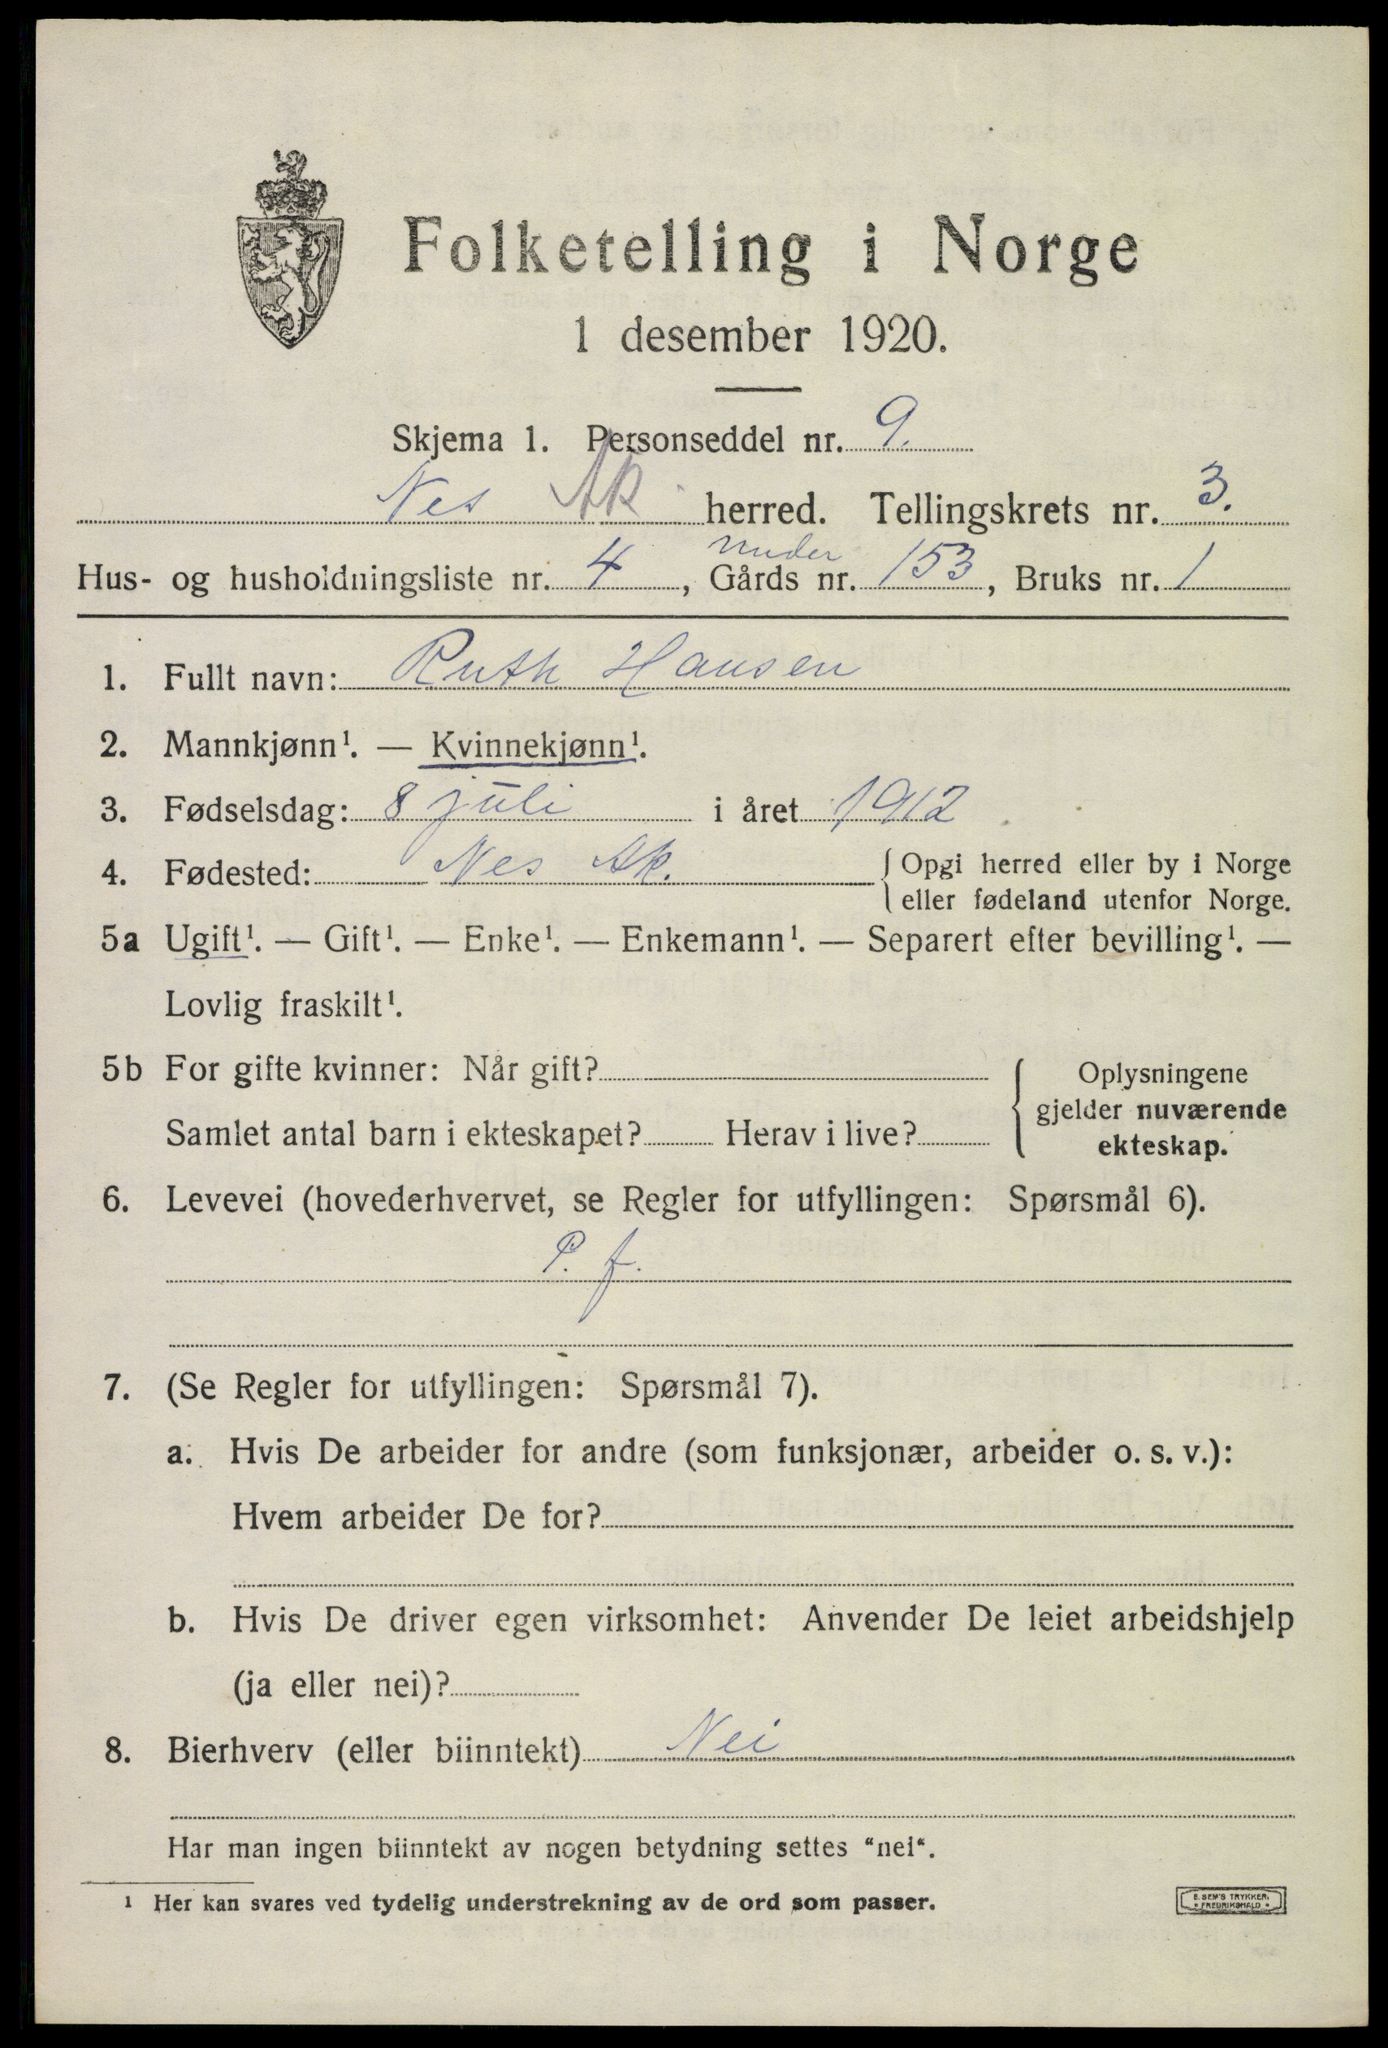 Folketelling i Norge
1 desember 1920.
Skjema 1. Personseddel nr. 9.
Nes Ak. herred. Tellingskrets nr. 3.
under
Hus- og husholdningsliste nr. 4, Gårds nr. 153, Bruks nr. 1
1. Fullt navn: Ruth Hansen
2. Mannkjønn¹. — Kvinnekjønn¹.
3. Fødselsdag: 8 juli i året 1912
4. Fødested: Nes Ak. { Opgi herred eller by i Norge
eller fødeland utenfor Norge.
5a Ugift¹. — Gift¹. — Enke¹. — Enkemann¹. — Separert efter bevilling¹. —
Lovlig fraskilt¹.
5b For gifte kvinner: Når gift?
Samlet antal barn i ekteskapet? Herav i live?
{ Oplysningene
gjelder nuværende
ekteskap.
6. Levevei (hovederhvervet, se Regler for utfyllingen: Spørsmål 6).
P. f.
7. (Se Regler for utfyllingen: Spørsmål 7).
a. Hvis De arbeider for andre (som funksjonær, arbeider o. s. v.):
Hvem arbeider De for?
b. Hvis De driver egen virksomhet: Anvender De leiet arbeidshjelp
(ja eller nei)?
8. Bierhverv (eller biinntekt) Nei
Har man ingen biinntekt av nogen betydning settes "nei".
¹ Her kan svares ved tydelig understrekning av de ord som passer.
E. SEM'S TRYKKERI.
FREDRIKSHALD